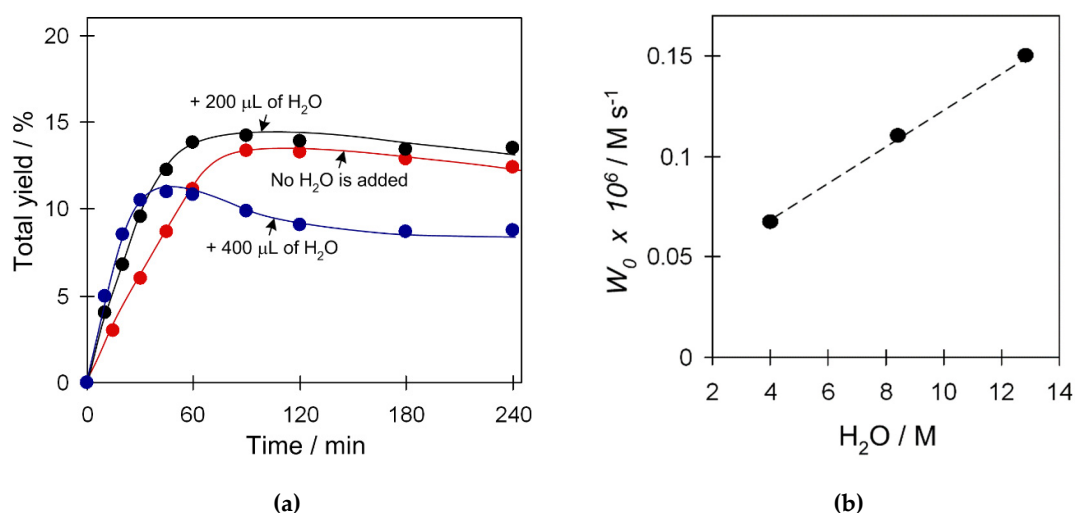 20
15
10
5
0
Total yield / %
+ 200 μL of H₂O
No H₂O is added
+ 400 μL of H₂O
0 60 120 180 240
Time / min
(a)
0.15
0.1
0.05
0
W₀ x 10⁶ / M s⁻¹
2 4 6 8 10 12 14
H₂O / M
(b)